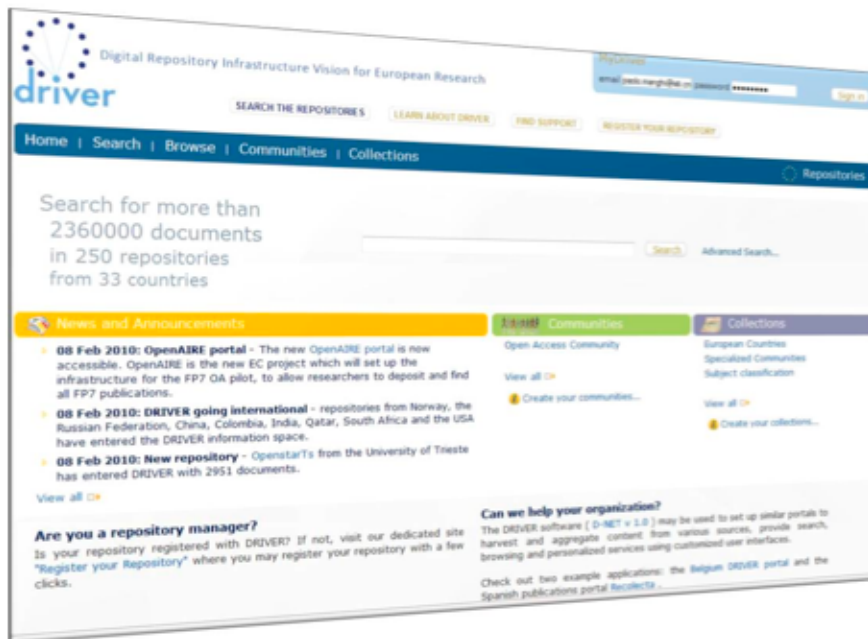 driver
Digital Repository Infrastructure Vision for European Research
MyDriver
email password ●●●●●●●●● Sign in
SEARCH THE REPOSITORIES LEARN ABOUT DRIVER FIND SUPPORT REGISTER YOUR REPOSITORY
Home | Search | Browse | Communities | Collections
Repositories
Search for more than
2360000 documents
in 250 repositories
from 33 countries
Search Advanced Search...
News and Announcements
08 Feb 2010: OpenAIRE portal - The new OpenAIRE portal is now
accessible. OpenAIRE is the new EC project which will set up the
infrastructure for the FP7 OA pilot, to allow researchers to deposit and find
all FP7 publications.
08 Feb 2010: DRIVER going international - repositories from Norway, the
Russian Federation, China, Colombia, India, Qatar, South Africa and the USA
have entered the DRIVER information space.
08 Feb 2010: New repository - OpenstarTs from the University of Trieste
has entered DRIVER with 2951 documents.
View all
Communities
Open Access Community
View all
Create your communities...
Collections
European Countries
Specialized Communities
Subject classification
View all
Create your collections...
Are you a repository manager?
Is your repository registered with DRIVER? If not, visit our dedicated site
"Register your Repository" where you may register your repository with a few
clicks.
Can we help your organization?
The DRIVER software ( D-NET v 1.0 ) may be used to set up similar portals to
harvest and aggregate content from various sources, provide search,
browsing and personalized services using customized user interfaces.
Check out two example applications: the Belgium DRIVER portal and the
Spanish publications portal Recolecta .